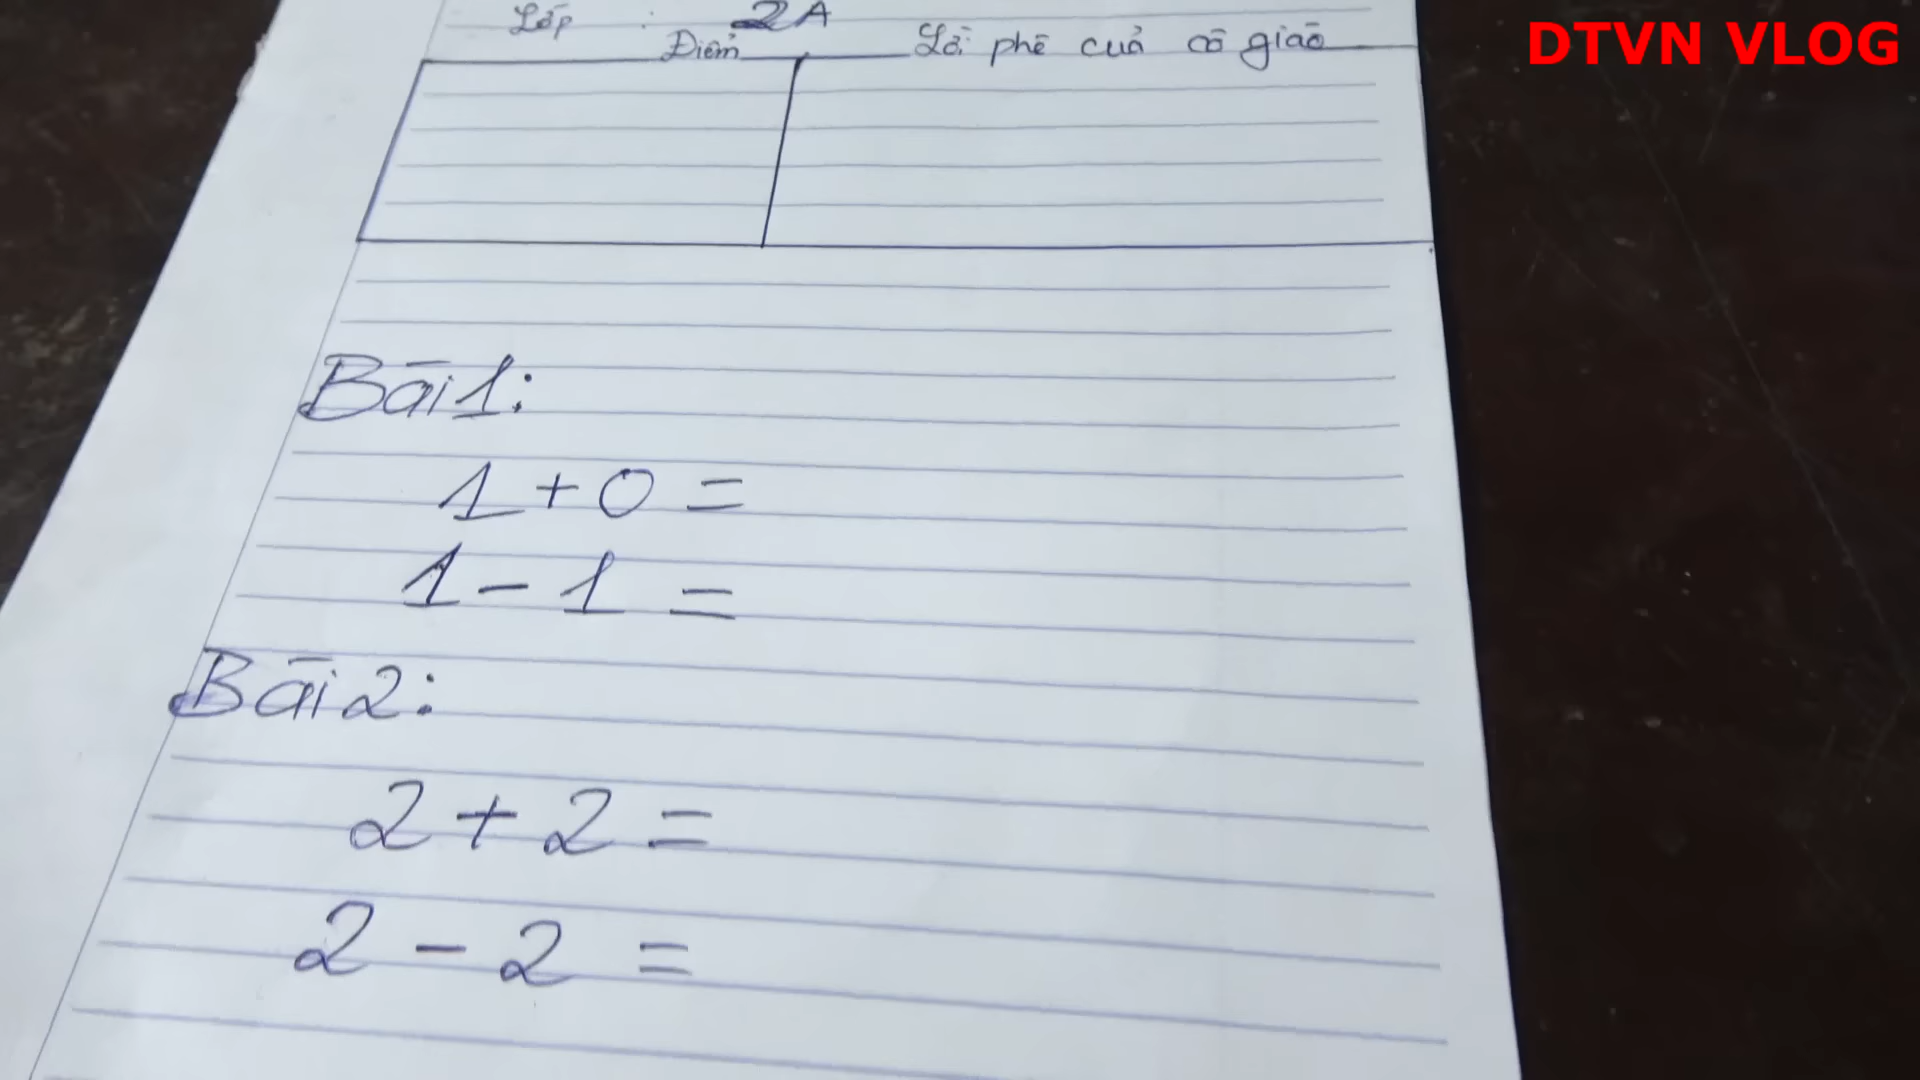 Lớp : 2A
DTVN VLOG
Điểm Lời phê của cô giáo
Bài 1:
1 + 0 =
1 - 1 =
Bài 2:
2 + 2 =
2 - 2 =